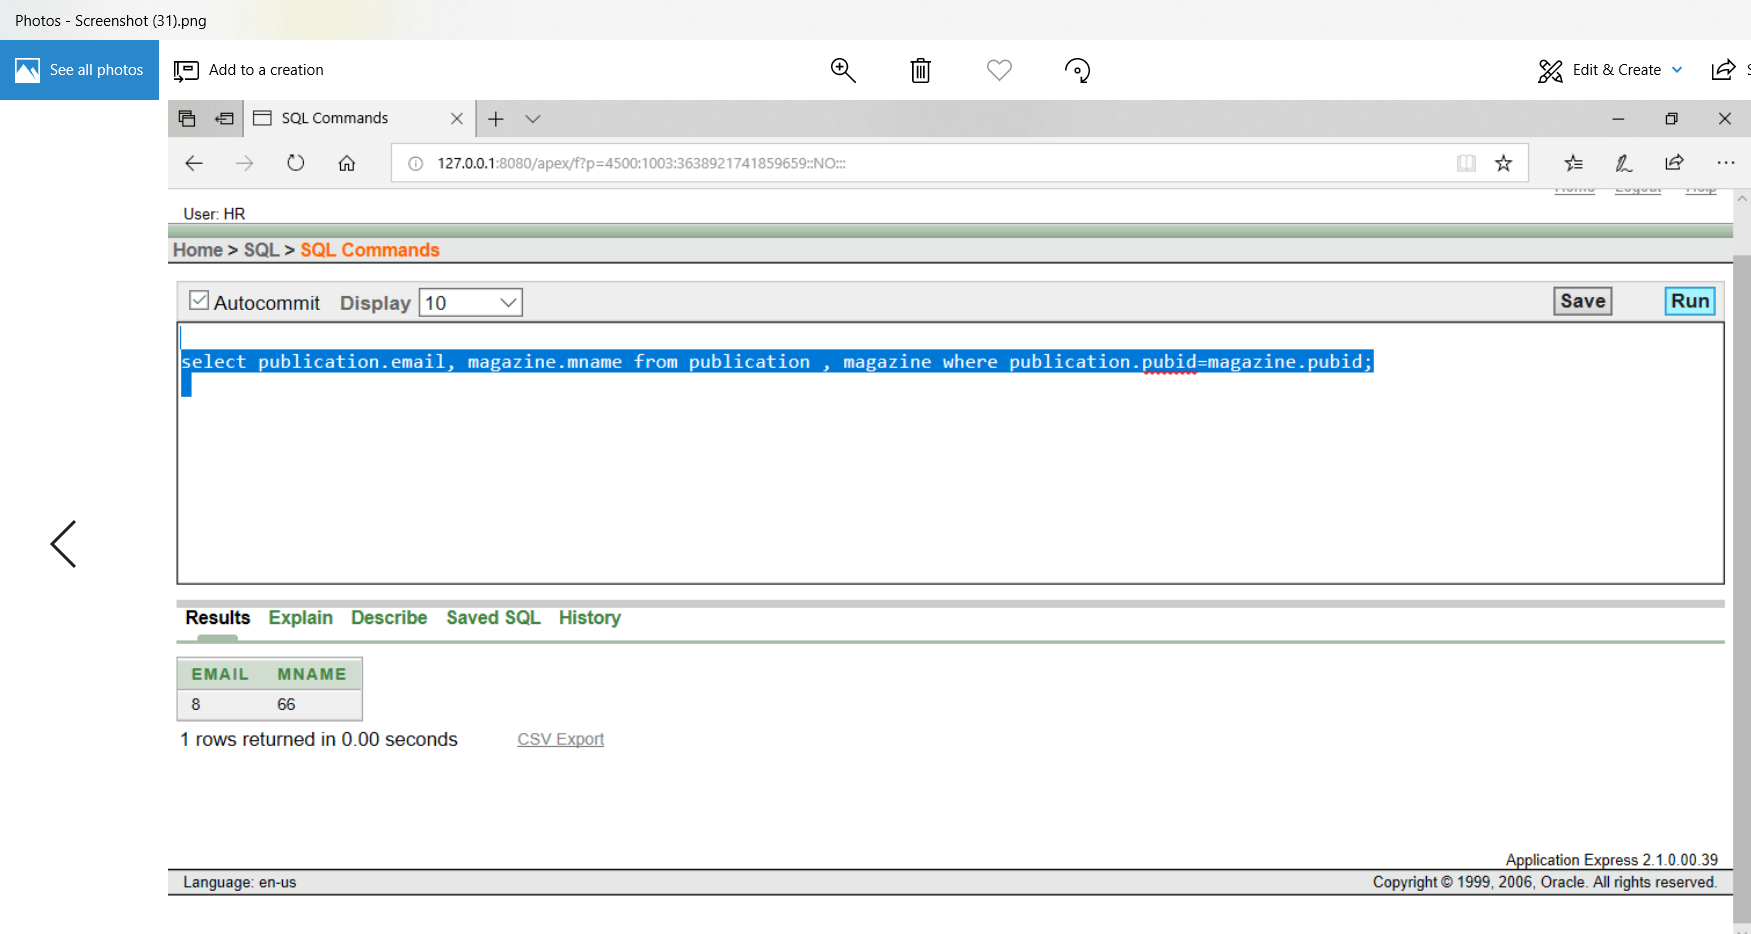 Photos - Screenshot (31).png
See all photos
Add to a creation
Edit & Create
SQL Commands
127.0.0.1:8080/apex/f?p=4500:1003:3638921741859659::NO:::
Home Logout Help
User: HR
Home > SQL > SQL Commands
Autocommit Display 10 Save Run
select publication.email, magazine.mname from publication , magazine where publication.pubid=magazine.pubid;
Results Explain Describe Saved SQL History
EMAIL MNAME
8 66
1 rows returned in 0.00 seconds CSV Export
Application Express 2.1.0.00.39
Language: en-us Copyright © 1999, 2006, Oracle. All rights reserved.